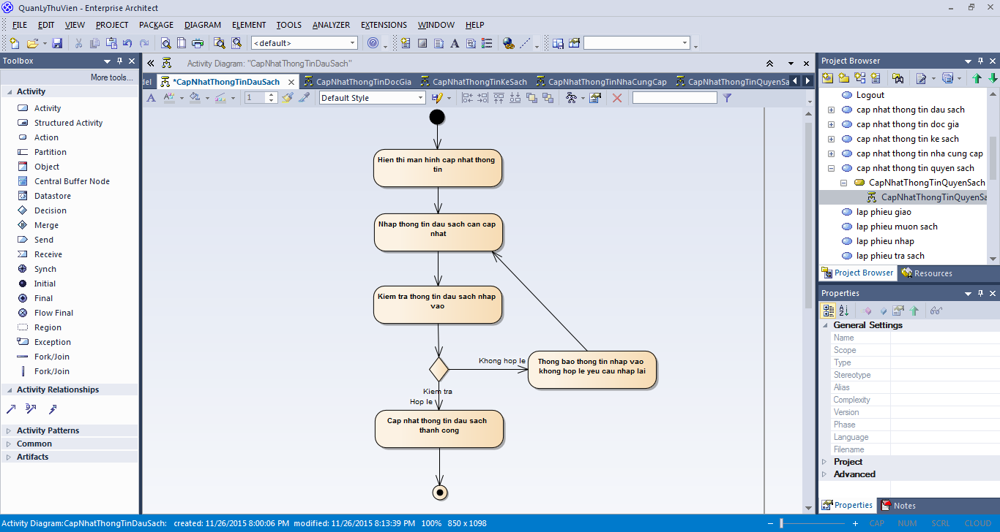 QuanLyThuVien - Enterprise Architect
FILE EDIT VIEW PROJECT PACKAGE DIAGRAM ELEMENT TOOLS ANALYZER EXTENSIONS WINDOW HELP
<default>
Toolbox
More tools...
Activity
Activity
Structured Activity
Action
Partition
Object
Central Buffer Node
Datastore
Decision
Merge
Send
Receive
Synch
Initial
Final
Flow Final
Region
Exception
Fork/Join
Fork/Join
Activity Relationships
Activity Patterns
Common
Artifacts
Activity Diagram: "CapNhatThongTinDauSach"
del *CapNhatThongTinDauSach CapNhatThongTinDocGia CapNhatThongTinKeSach CapNhatThongTinNhaCungCap CapNhatThongTinQuyenSa
1 Default Style
Hien thi man hinh cap nhat thong
tin
Nhap thong tin dau sach can cap
nhat
Kiem tra thong tin dau sach nhap
vao
Khong hop le
Thong bao thong tin nhap vao
khong hop le yeu cau nhap lai
Kiem tra
Hop le
Cap nhat thong tin dau sach
thanh cong
Project Browser
Logout
cap nhat thong tin dau sach
cap nhat thong tin doc gia
cap nhat thong tin ke sach
cap nhat thong tin nha cung cap
cap nhat thong tin quyen sach
CapNhatThongTinQuyenSach
CapNhatThongTinQuyenSa
lap phieu giao
lap phieu muon sach
lap phieu nhap
lap phieu tra sach
Project Browser Resources
Properties
General Settings
Name
Scope
Type
Stereotype
Alias
Complexity
Version
Phase
Language
Filename
Project
Advanced
Properties Notes
Activity Diagram:CapNhatThongTinDauSach: created: 11/26/2015 8:00:06 PM modified: 11/26/2015 8:13:39 PM 100% 850 x 1098 CAP NUM SCRL CLOUD